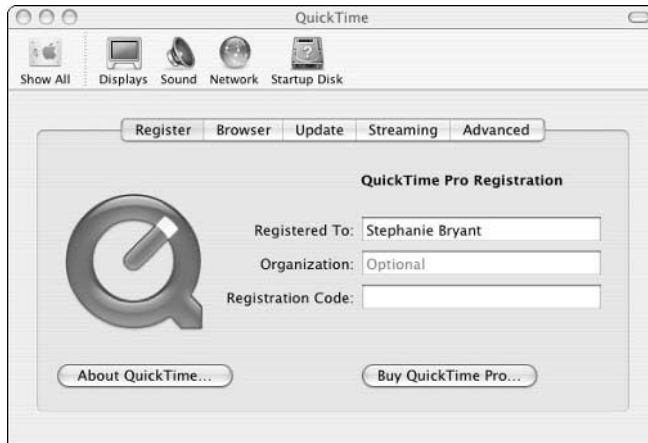 QuickTime
Show All Displays Sound Network Startup Disk
Register Browser Update Streaming Advanced
QuickTime Pro Registration
Registered To: Stephanie Bryant
Organization: Optional
Registration Code:
About QuickTime... Buy QuickTime Pro...